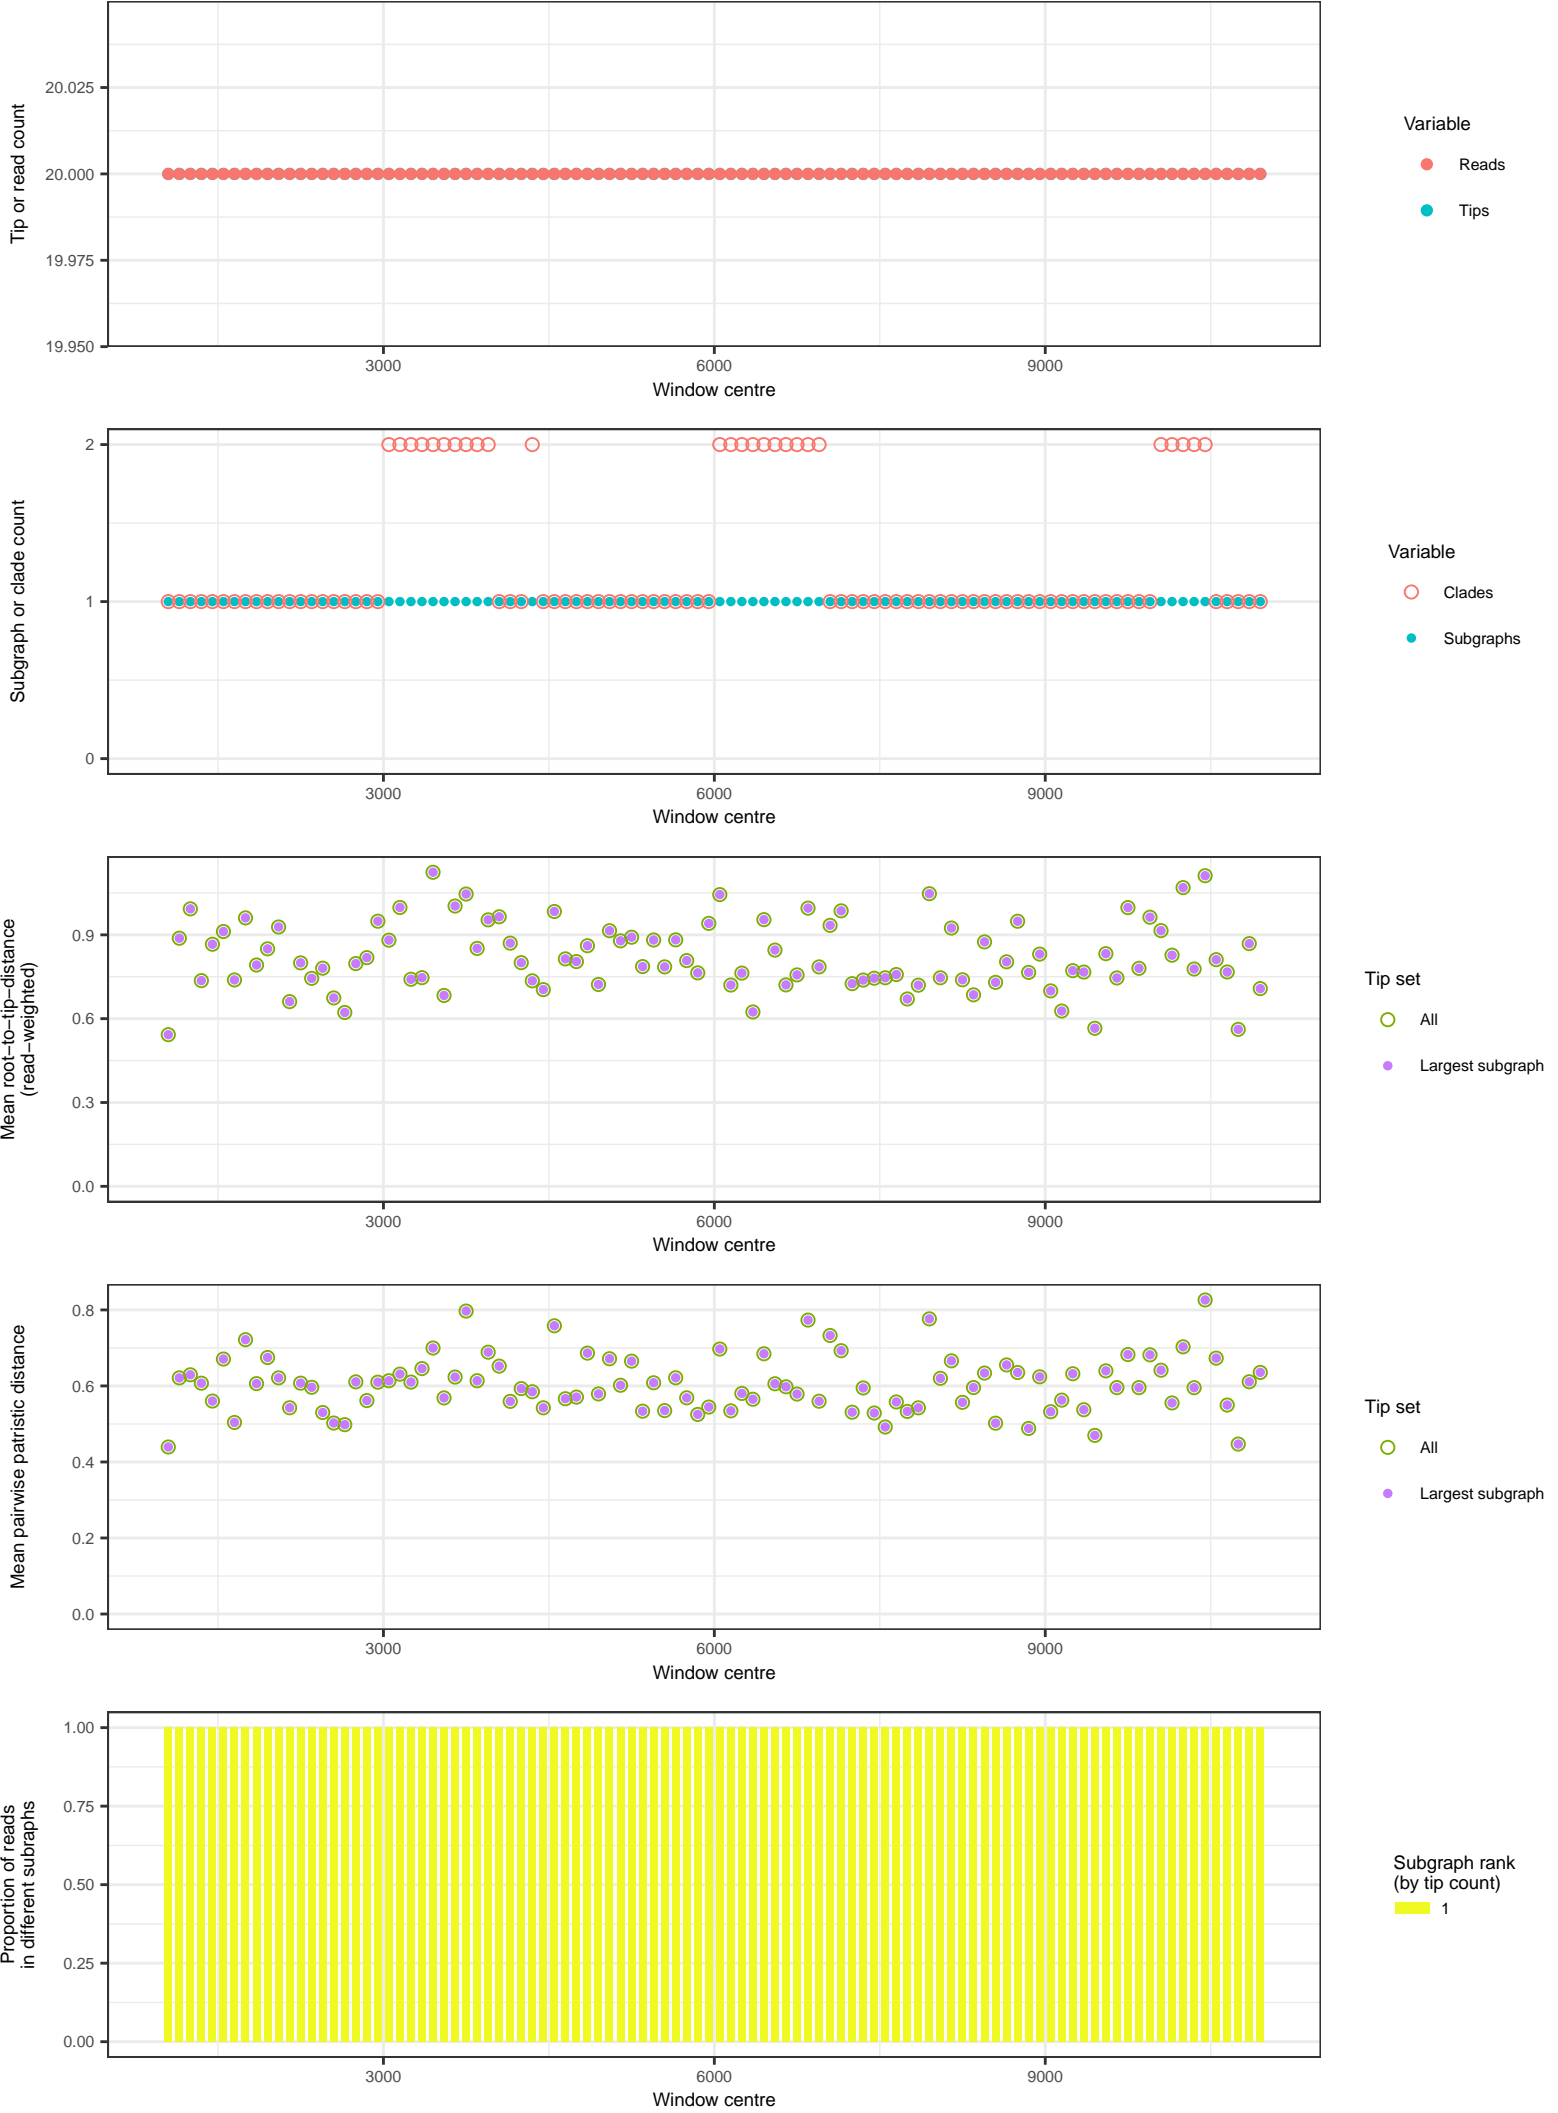 Tip or read count
20.025
20.000
19.975
19.950
3000
6000
9000
Window centre
Variable
Reads
Tips
Subgraph or clade count
2
1
0
3000
6000
9000
Window centre
Variable
Clades
Subgraphs
Mean root−to−tip−distance
(read−weighted)
0.9
0.6
0.3
0.0
3000
6000
9000
Window centre
Tip set
All
Largest subgraph
Mean pairwise patristic distance
0.8
0.6
0.4
0.2
0.0
3000
6000
9000
Window centre
Tip set
All
Largest subgraph
Proportion of reads
in different subraphs
1.00
0.75
0.50
0.25
0.00
3000
6000
9000
Window centre
Subgraph rank
(by tip count)
1